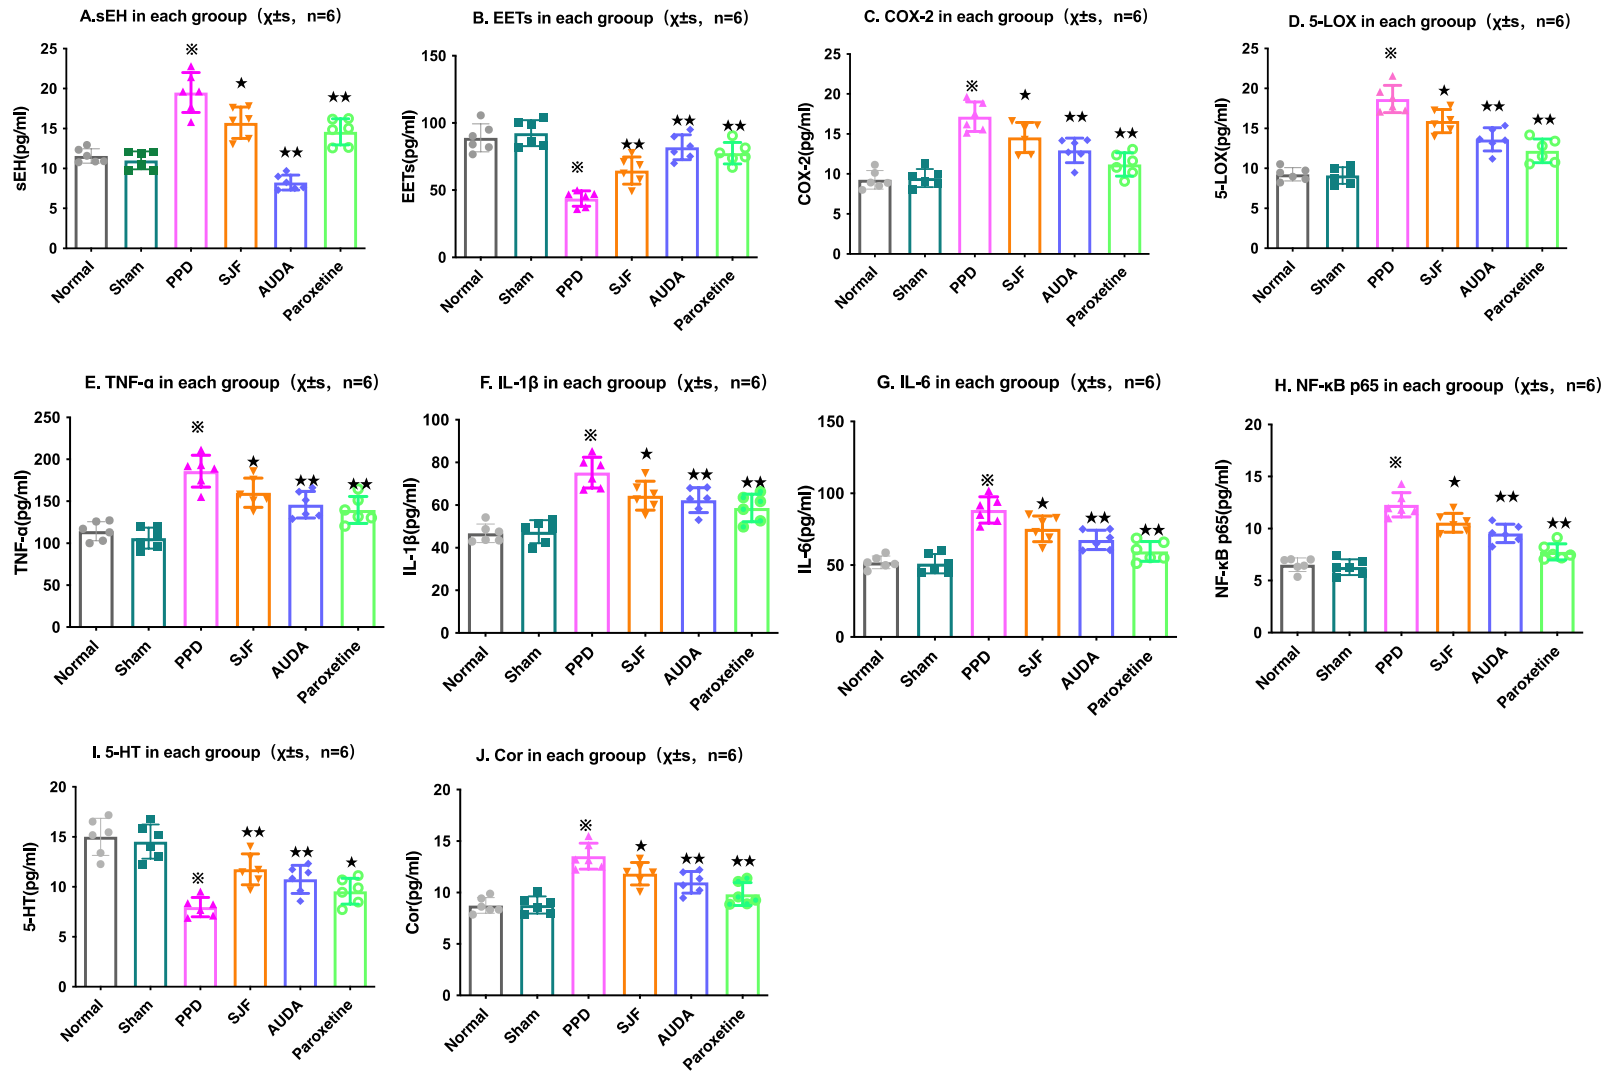 A.sEH in each grooup（χ±s, n=6）
※
★
★★
★★
sEH(pg/ml)
25
20
15
10
5
0
Normal
Sham
PPD
SJF
AUDA
Paroxetine
B. EETs in each grooup（χ±s, n=6）
※
★★
★★
★★
EETs(pg/ml)
150
100
50
0
Normal
Sham
PPD
SJF
AUDA
Paroxetine
C. COX-2 in each grooup（χ±s, n=6）
※
★
★★
★★
COX-2(pg/ml)
25
20
15
10
5
0
Normal
Sham
PPD
SJF
AUDA
Paroxetine
D. 5-LOX in each grooup（χ±s, n=6）
※
★
★★
★★
5-LOX(pg/ml)
25
20
15
10
5
0
Normal
Sham
PPD
SJF
AUDA
Paroxetine
E. TNF-α in each grooup（χ±s, n=6）
※
★
★★
★★
TNF-α(pg/ml)
250
200
150
100
50
0
Normal
Sham
PPD
SJF
AUDA
Paroxetine
F. IL-1β in each grooup（χ±s, n=6）
※
★
★★
★★
IL-1β(pg/ml)
100
80
60
40
20
0
Normal
Sham
PPD
SJF
AUDA
Paroxetine
G. IL-6 in each grooup（χ±s, n=6）
※
★
★★
★★
IL-6(pg/ml)
150
100
50
0
Normal
Sham
PPD
SJF
AUDA
Paroxetine
H. NF-κB p65 in each grooup（χ±s, n=6）
※
★
★★
★★
NF-κB p65(pg/ml)
20
15
10
5
0
Normal
Sham
PPD
SJF
AUDA
Paroxetine
I. 5-HT in each grooup（χ±s, n=6）
※
★★
★★
★
5-HT(pg/ml)
20
15
10
5
0
Normal
Sham
PPD
SJF
AUDA
Paroxetine
J. Cor in each grooup（χ±s, n=6）
※
★
★★
★★
Cor(pg/ml)
20
15
10
5
0
Normal
Sham
PPD
SJF
AUDA
Paroxetine